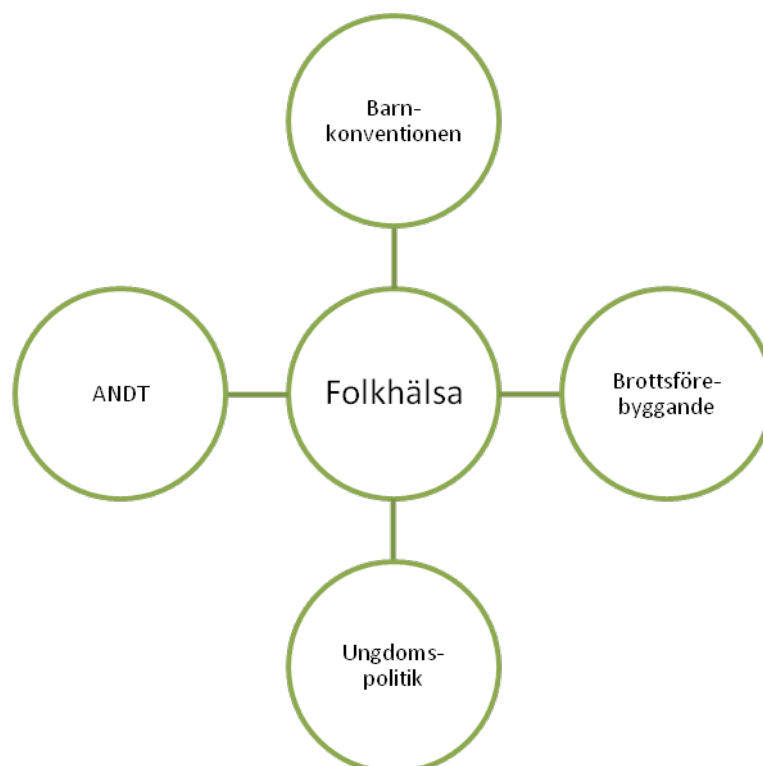 Barn-
konventionen
ANDT
Folkhälsa
Brottsföre-
byggande
Ungdoms-
politik